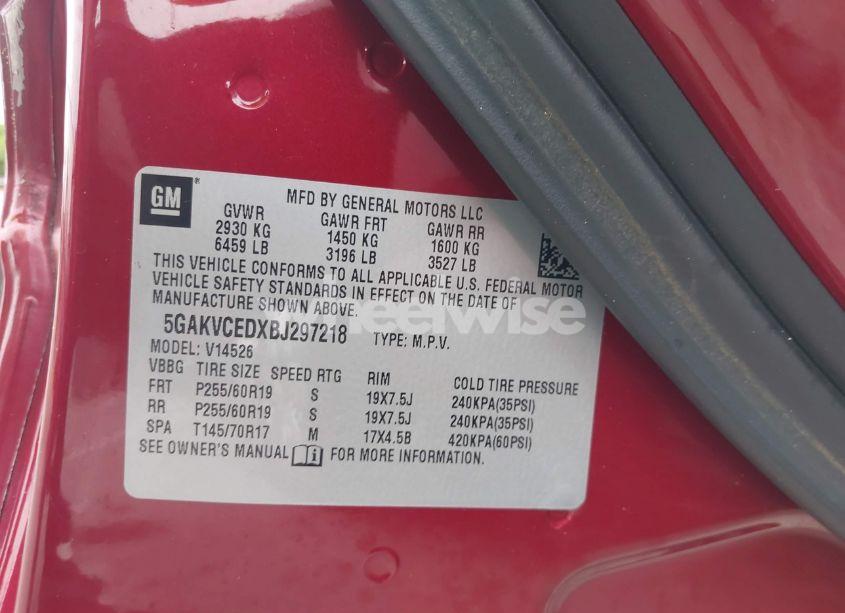 GM
MFD BY GENERAL MOTORS LLC
GVWR GAWR FRT GAWR RR
2930 KG 1450 KG 1600 KG
6459 LB 3196 LB 3527 LB
THIS VEHICLE CONFORMS TO ALL APPLICABLE U.S. FEDERAL MOTOR
VEHICLE SAFETY STANDARDS IN EFFECT ON THE DATE OF
MANUFACTURE SHOWN ABOVE.
5GAKVCEDXBJ297218 TYPE: M.P.V.
MODEL: V14526
VBBG TIRE SIZE SPEED RTG RIM COLD TIRE PRESSURE
FRT P255/60R19 S 19X7.5J 240KPA(35PSI)
RR P255/60R19 S 19X7.5J 240KPA(35PSI)
SPA T145/70R17 M 17X4.5B 420KPA(60PSI)
SEE OWNER'S MANUAL i FOR MORE INFORMATION.
wheelwise